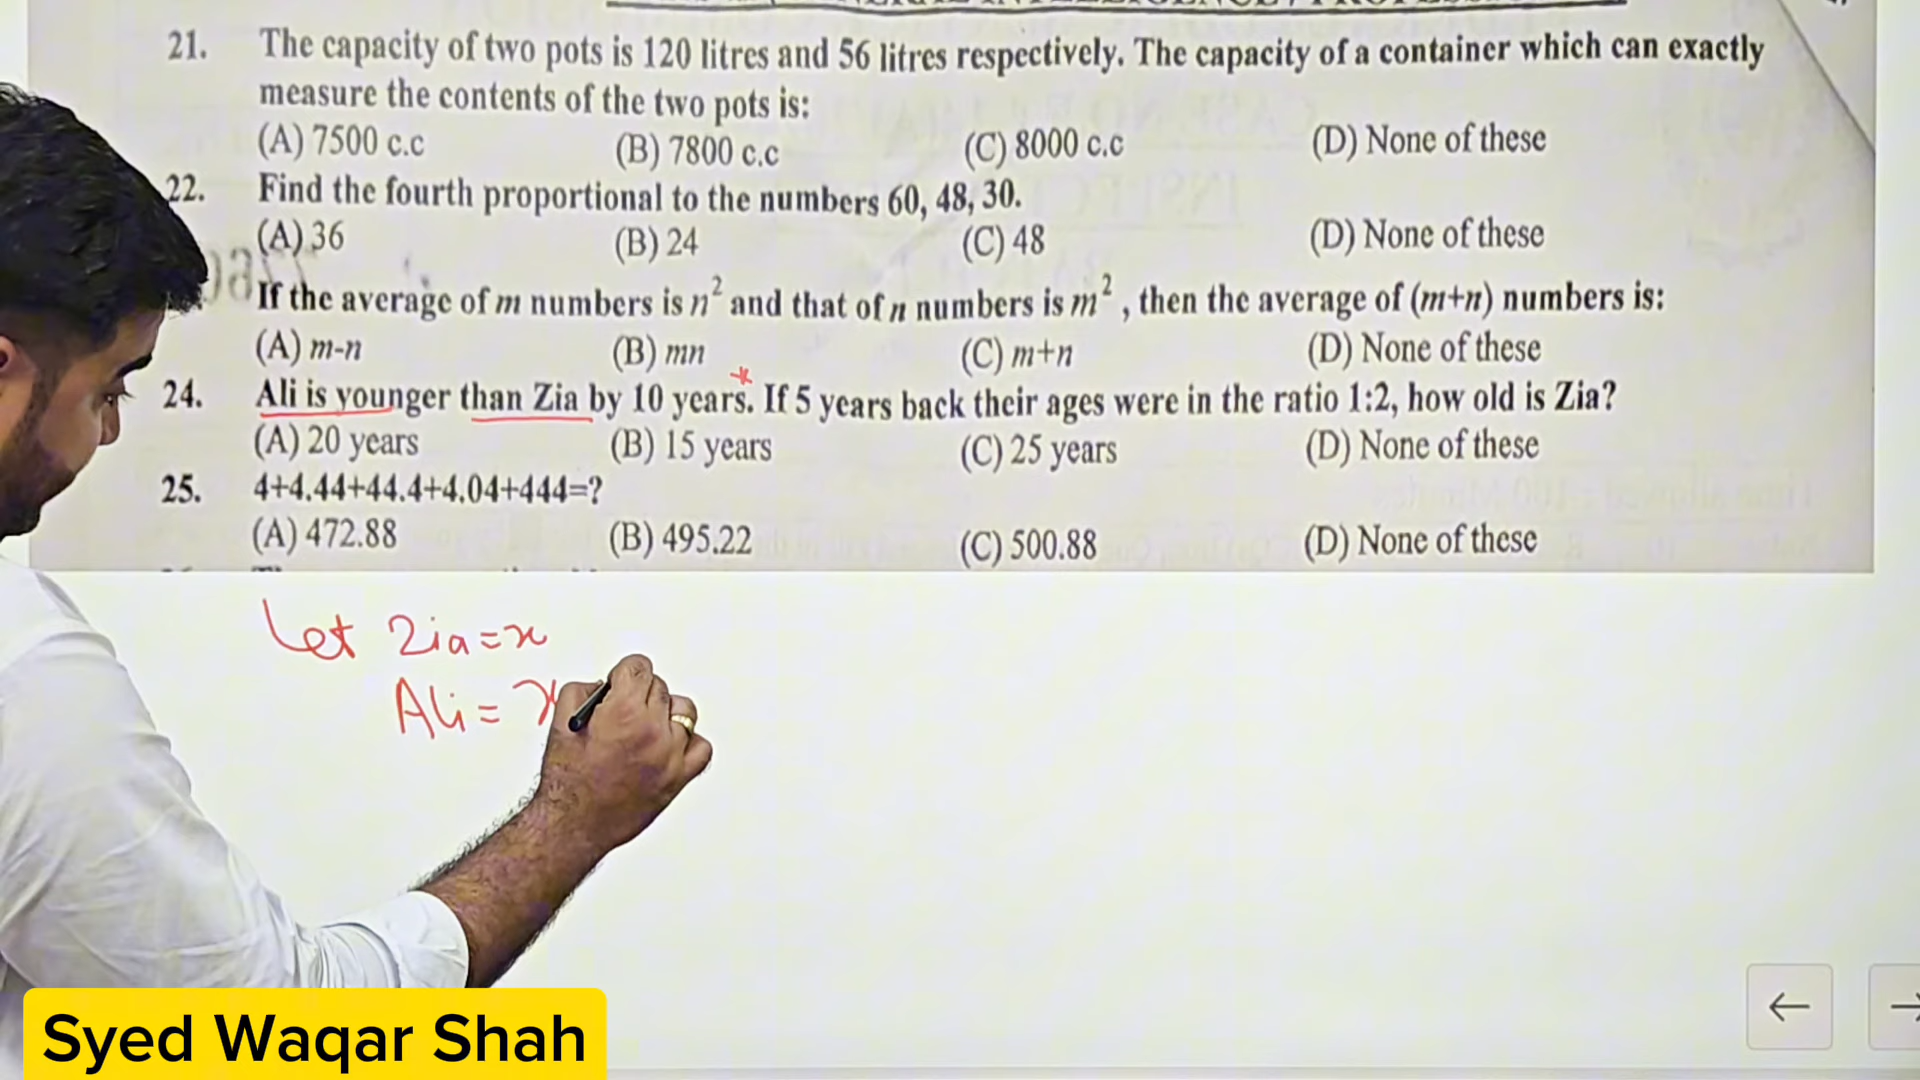 21. The capacity of two pots is 120 litres and 56 litres respectively. The capacity of a container which can exactly
measure the contents of the two pots is:
(A) 7500 c.c (B) 7800 c.c (C) 8000 c.c (D) None of these
22. Find the fourth proportional to the numbers 60, 48, 30.
(A) 36 (B) 24 (C) 48 (D) None of these
If the average of m numbers is n² and that of n numbers is m², then the average of (m+n) numbers is:
(A) m-n (B) mn (C) m+n (D) None of these
24. Ali is younger than Zia by 10 years. If 5 years back their ages were in the ratio 1:2, how old is Zia?
(A) 20 years (B) 15 years (C) 25 years (D) None of these
25. 4+4.44+44.4+4.04+444=?
(A) 472.88 (B) 495.22 (C) 500.88 (D) None of these
Let Zia = x
Ali = x
Syed Waqar Shah